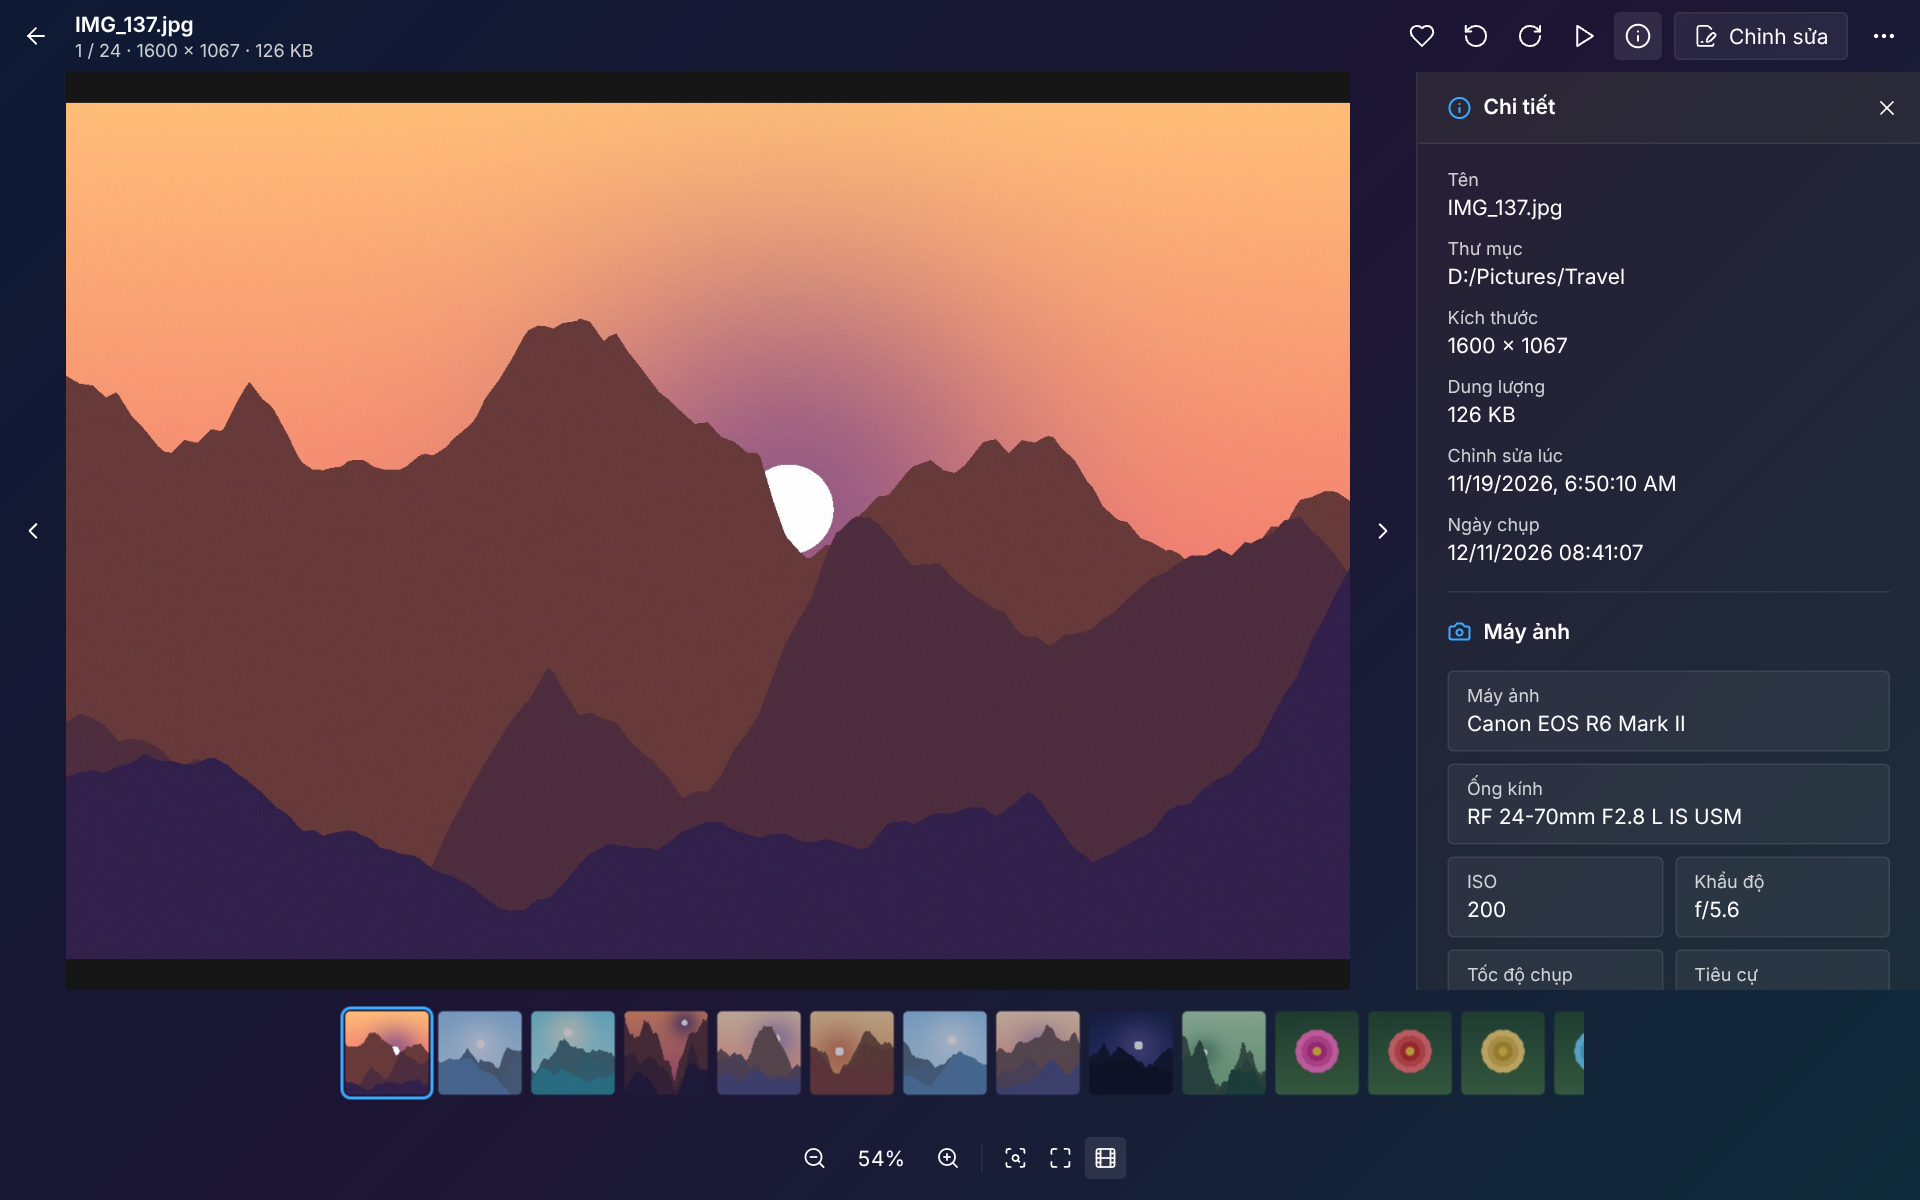 IMG_137.jpg
1 / 24 · 1600 × 1067 · 126 KB
Chỉnh sửa
Chi tiết
Tên
IMG_137.jpg
Thư mục
D:/Pictures/Travel
Kích thước
1600 × 1067
Dung lượng
126 KB
Chỉnh sửa lúc
11/19/2026, 6:50:10 AM
Ngày chụp
12/11/2026 08:41:07
Máy ảnh
Máy ảnh
Canon EOS R6 Mark II
Ống kính
RF 24-70mm F2.8 L IS USM
ISO
200
Khẩu độ
f/5.6
Tốc độ chụp
Tiêu cự
54%